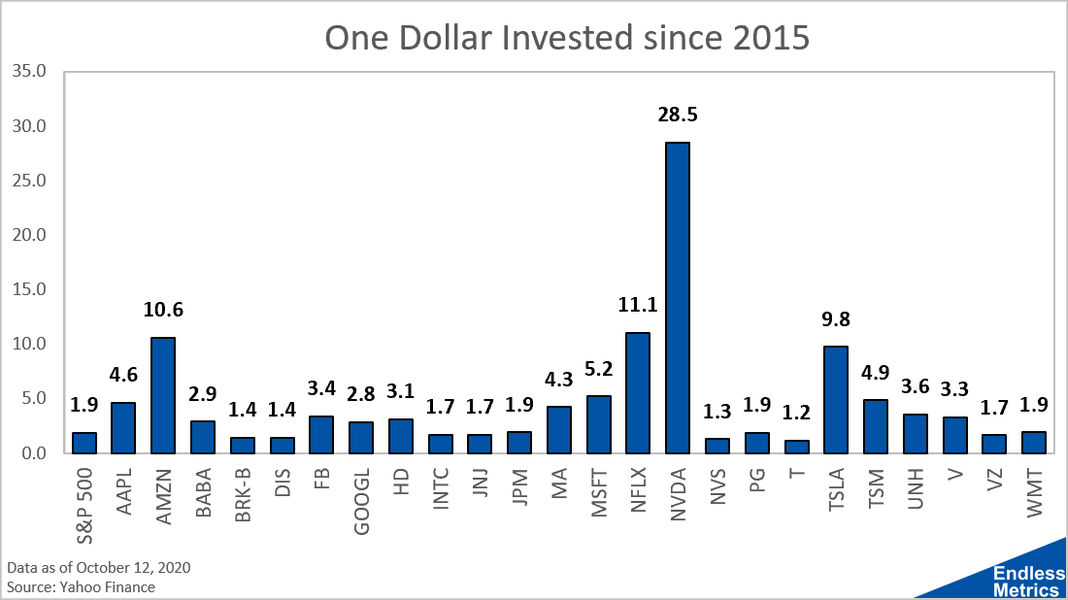 One Dollar Invested since 2015
35.0
30.0
25.0
20.0
15.0
10.0
5.0
0.0
1.9
4.6
10.6
2.9
1.4
1.4
3.4
2.8
3.1
1.7
1.7
1.9
4.3
5.2
11.1
28.5
1.3
1.9
1.2
9.8
4.9
3.6
3.3
1.7
1.9
S&P 500
AAPL
AMZN
BABA
BRK-B
DIS
FB
GOOGL
HD
INTC
JNJ
JPM
MA
MSFT
NFLX
NVDA
NVS
PG
T
TSLA
TSM
UNH
V
VZ
WMT
Data as of October 12, 2020
Source: Yahoo Finance
Endless
Metrics